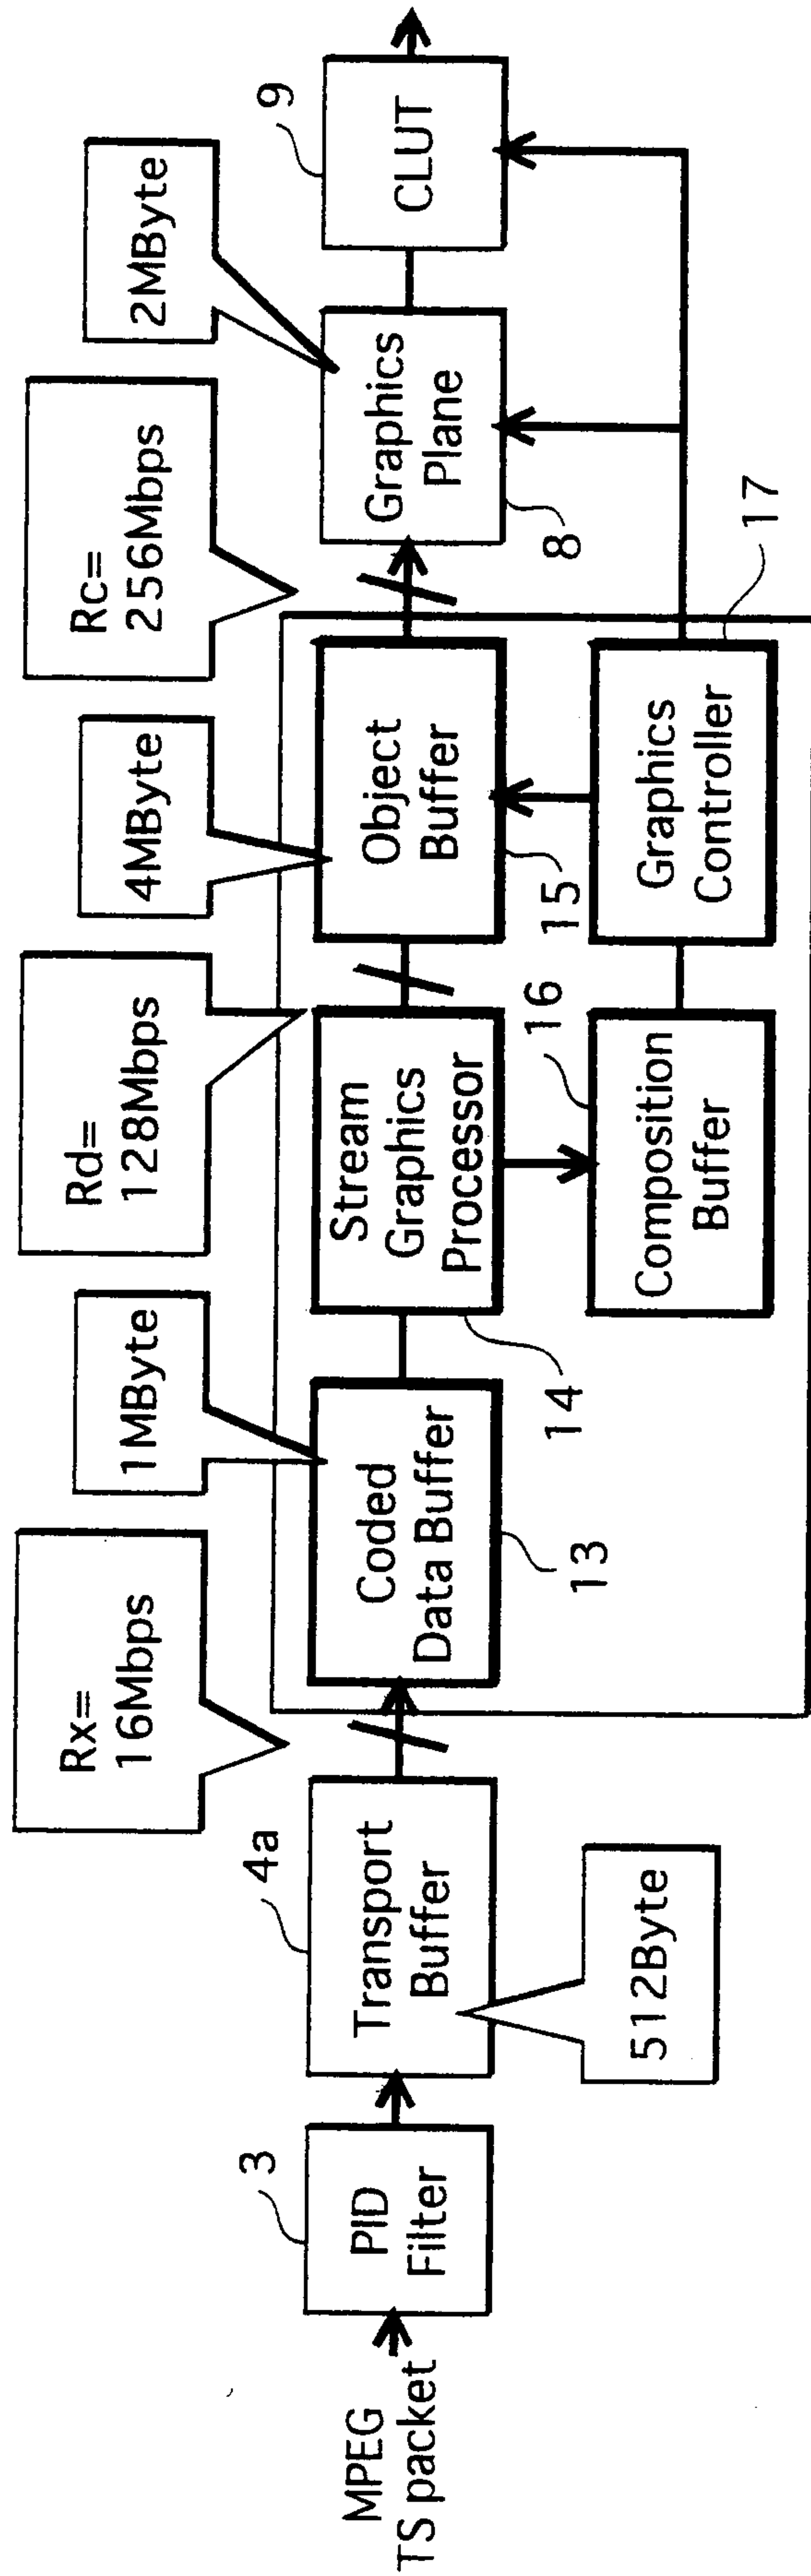 MPEG
TS packet
3
PID
Filter
4a
Transport
Buffer
512Byte
Rx=
16Mbps
1MByte
Coded
Data Buffer
13
Rd=
128Mbps
Stream
Graphics
Processor
14
4MByte
Object
Buffer
15
16
Composition
Buffer
Graphics
Controller
17
Rc=
256Mbps
2MByte
Graphics
Plane
8
9
CLUT